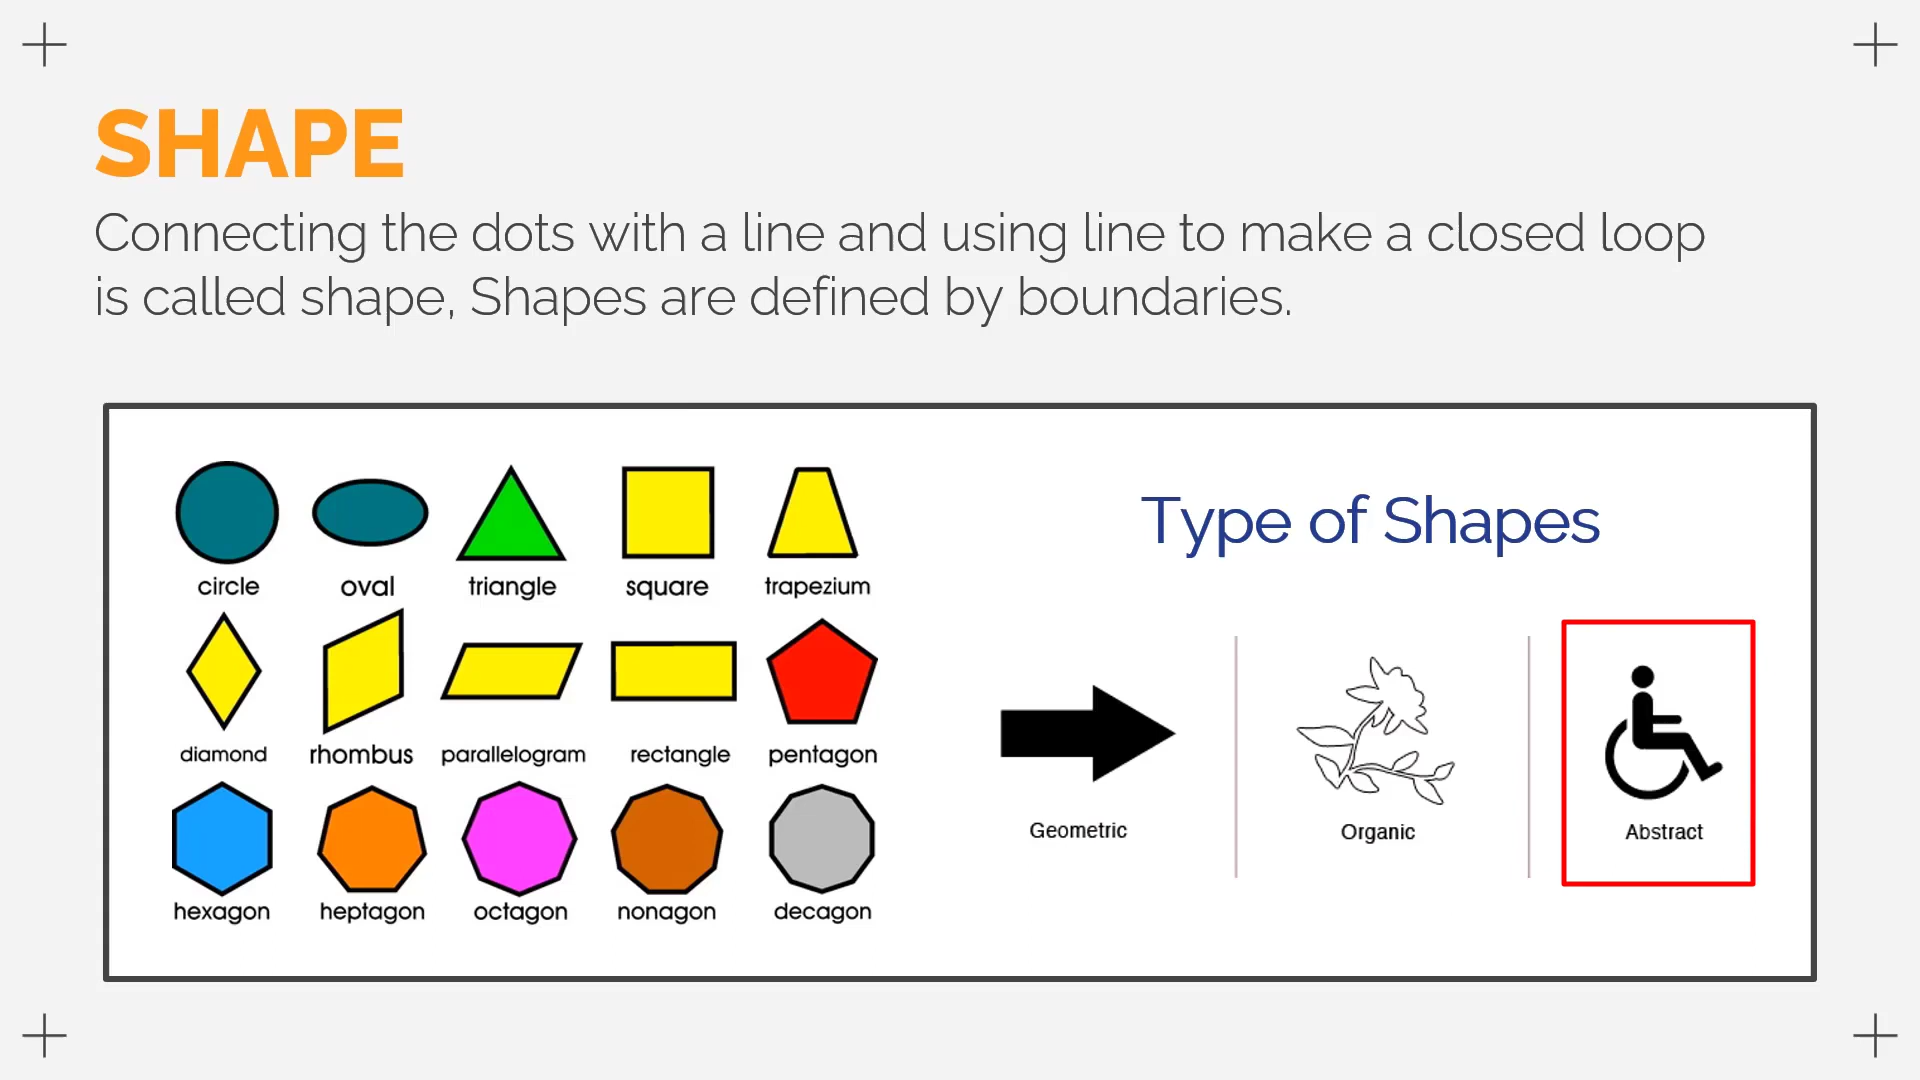 SHAPE
Connecting the dots with a line and using line to make a closed loop
is called shape, Shapes are defined by boundaries.
circle oval triangle square trapezium
diamond rhombus parallelogram rectangle pentagon
hexagon heptagon octagon nonagon decagon
Type of Shapes
Geometric
Organic
Abstract